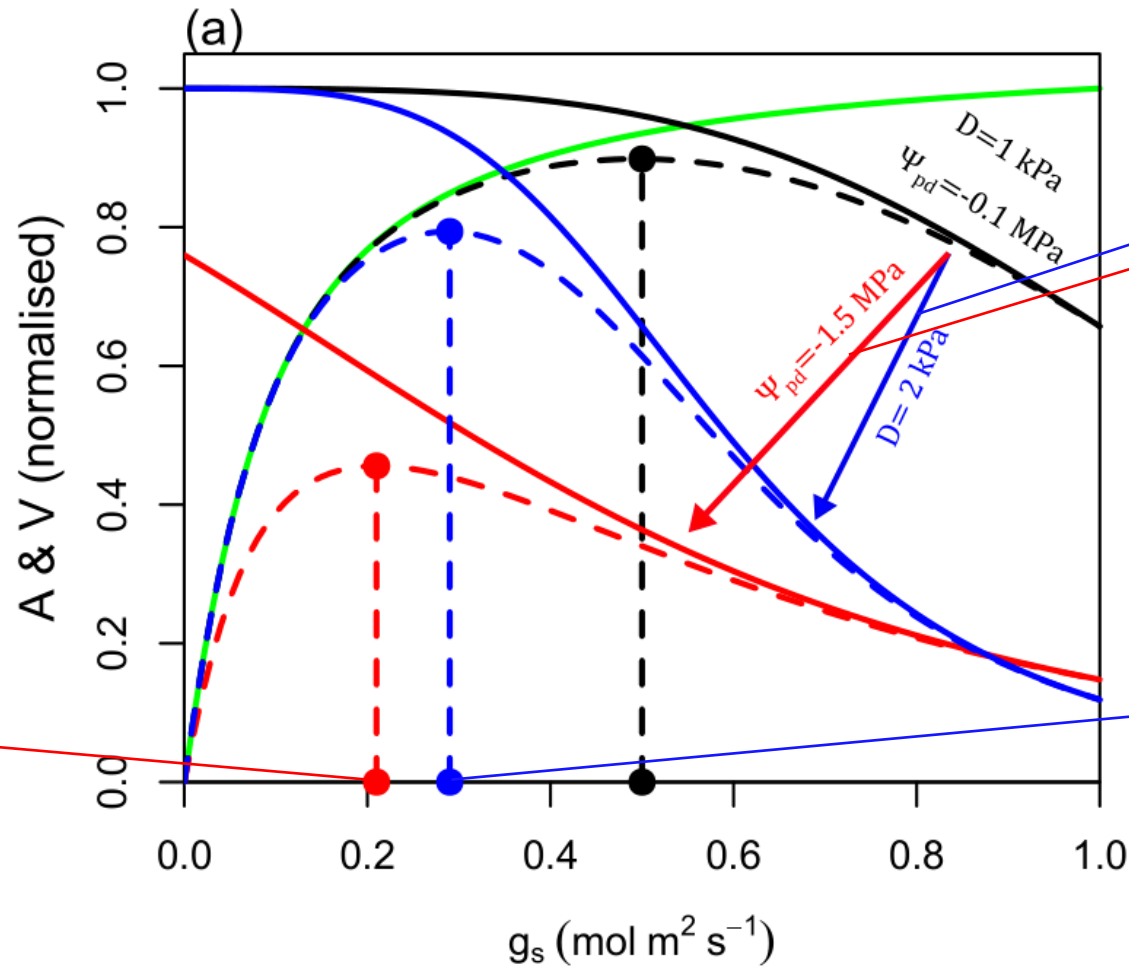 (a)
A & V (normalised)
1.0
0.8
0.6
0.4
0.2
0.0
D=1 kPa
Ψpd=-0.1 MPa
Ψpd=-1.5 MPa
D= 2 kPa
0.0 0.2 0.4 0.6 0.8 1.0
gs (mol m² s⁻¹)